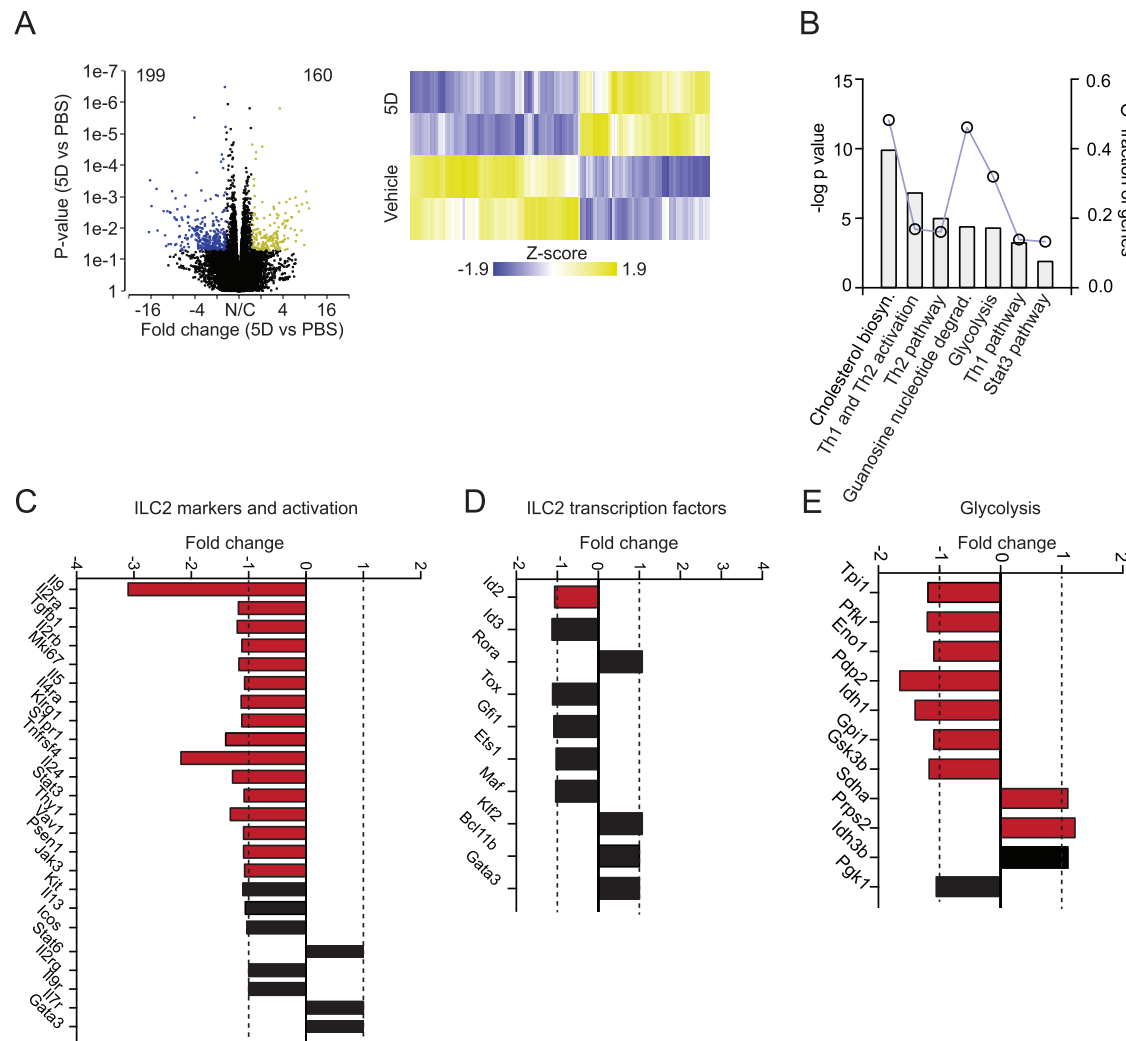 A
B
199
160
1e-7
1e-6
1e-5
1e-4
1e-3
1e-2
1e-1
1
P-value (5D vs PBS)
-16
-4
N/C
4
16
Fold change (5D vs PBS)
5D
Vehicle
Z-score
-1.9
1.9
15
10
5
0
-log p value
0.6
0.4
0.2
0.0
Cholesterol biosyn.
Th1 and Th2 activation
Th2 pathway
Guanosine nucleotide degrad.
Glycolysis
Th1 pathway
Stat3 pathway
C
ILC2 markers and activation
Fold change
-4
-3
-2
-1
0
1
2
Il9
Il2ra
Tgfb1
Il2rb
Mki67
Il5
Il4ra
Klrg1
S1pr1
Tnfrsf4
Il24
Stat3
Thy1
Vav1
Psen1
Jak3
Kit
Il13
Icos
Stat6
Il2rg
Il9r
Il7r
Gata3
D
ILC2 transcription factors
Fold change
-2
-1
0
1
2
3
4
Id2
Id3
Rora
Tox
Gfi1
Ets1
Maf
Klf2
Bcl11b
Gata3
E
Glycolysis
Fold change
-2
-1
0
1
2
Tpi1
Pfkl
Eno1
Pdp2
Idh1
Gpi1
Gsk3b
Sdha
Prps2
Idh3b
Pgk1